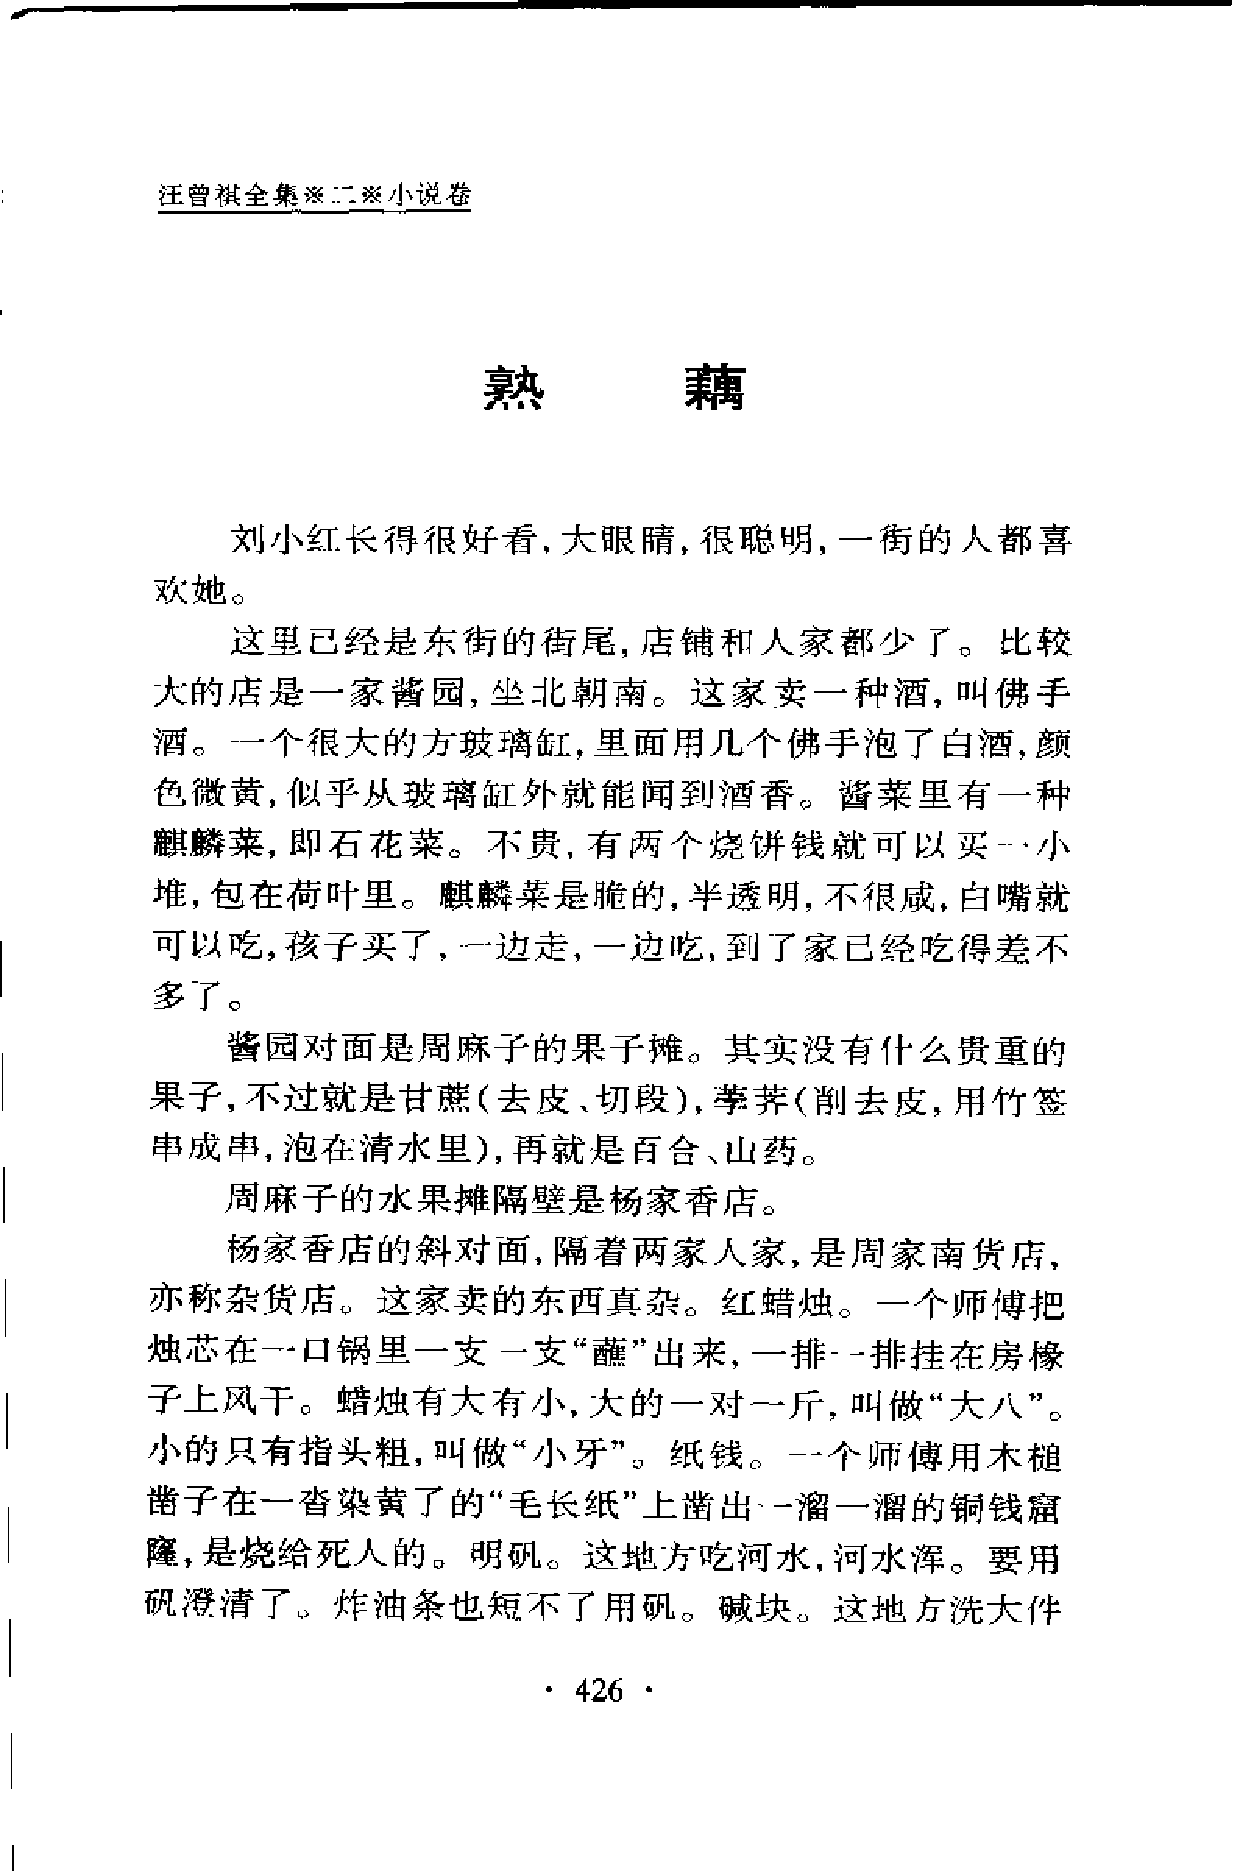 汪曾祺全集※二※小说卷
熟藕
刘小红长得很好看,大眼睛,很聪明,一街的人都喜
欢她。
这里已经是东街的街尾,店铺和人家都少了。比较
大的店是一家酱园,坐北朝南。这家卖一种酒,叫佛手
酒。一个很大的方玻璃缸,里面用几个佛手泡了白酒,颜
色微黄,似乎从玻璃缸外就能闻到酒香。酱菜里有一种
麒麟菜,即石花菜。不贵,有两个烧饼钱就可以买一小
堆,包在荷叶里。麒麟菜是脆的,半透明,不很咸,白嘴就
可以吃,孩子买了,一边走,一边吃,到了家已经吃得差不
多了。
酱园对面是周麻子的果子摊。其实没有什么贵重的
果子,不过就是甘蔗(去皮、切段),荸荠(削去皮,用竹签
串成串,泡在清水里),再就是百合、山药。
周麻子的水果摊隔壁是杨家香店。
杨家香店的斜对面,隔着两家人家,是周家南货店,
亦称杂货店。这家卖的东西真杂。红蜡烛。一个师傅把
烛芯在一口锅里一支一支“蘸”出来,一排一排挂在房椽
子上风干。蜡烛有大有小,大的一对一斤,叫做“大八”。
小的只有指头粗,叫做“小牙”。纸钱。一个师傅用木槌
凿子在一沓染黄了的“毛长纸”上凿出一溜一溜的铜钱窟
窿,是烧给死人的。明矾。这地方吃河水,河水浑。要用
矾澄清了。炸油条也短不了用矾。碱块。这地方洗大件
· 426 ·